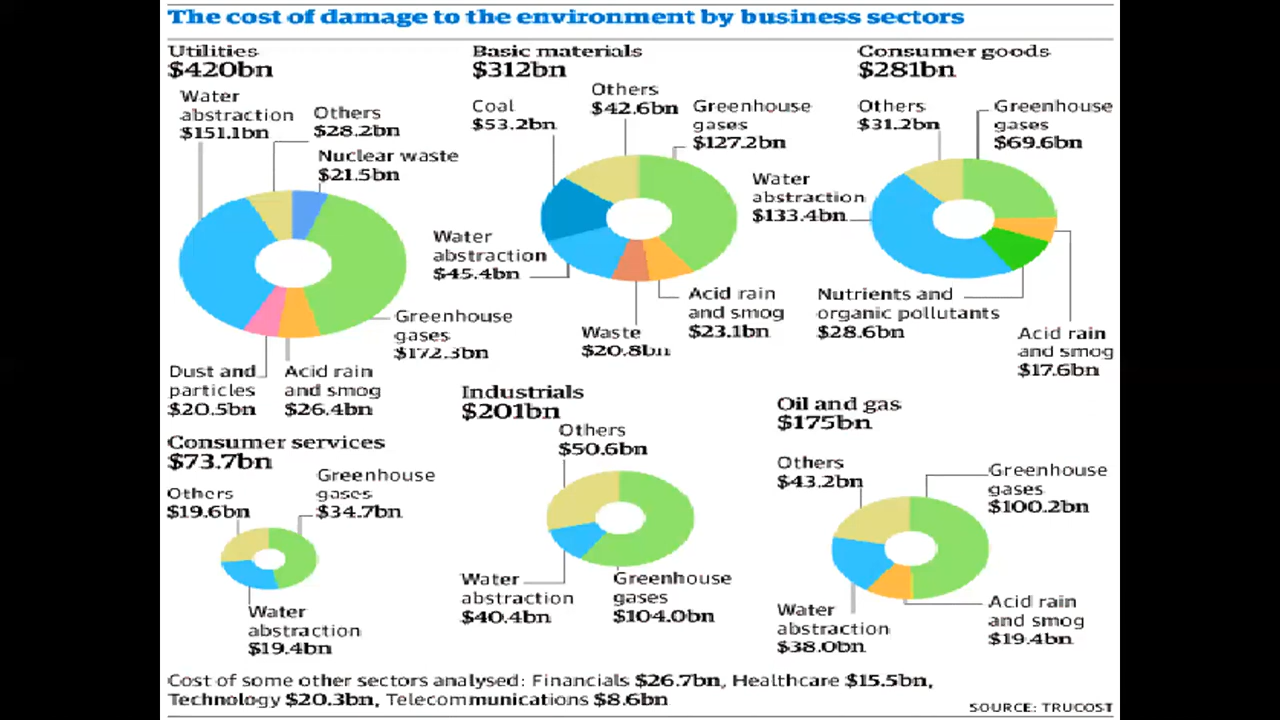 The cost of damage to the environment by business sectors
Utilities
$420bn
Water
abstraction
$151.1bn
Others
$28.2bn
Nuclear waste
$21.5bn
Greenhouse
gases
$172.3bn
Dust and
particles
$20.5bn
Acid rain
and smog
$26.4bn
Basic materials
$312bn
Coal
$53.2bn
Others
$42.6bn
Greenhouse
gases
$127.2bn
Water
abstraction
$45.4bn
Waste
$20.8bn
Acid rain
and smog
$23.1bn
Consumer goods
$281bn
Others
$31.2bn
Greenhouse
gases
$69.6bn
Water
abstraction
$133.4bn
Nutrients and
organic pollutants
$28.6bn
Acid rain
and smog
$17.6bn
Consumer services
$73.7bn
Others
$19.6bn
Greenhouse
gases
$34.7bn
Water
abstraction
$19.4bn
Industrials
$201bn
Others
$50.6bn
Water
abstraction
$40.4bn
Greenhouse
gases
$104.0bn
Oil and gas
$175bn
Others
$43.2bn
Greenhouse
gases
$100.2bn
Water
abstraction
$38.0bn
Acid rain
and smog
$19.4bn
Cost of some other sectors analysed: Financials $26.7bn, Healthcare $15.5bn,
Technology $20.3bn, Telecommunications $8.6bn
SOURCE: TRUCOST